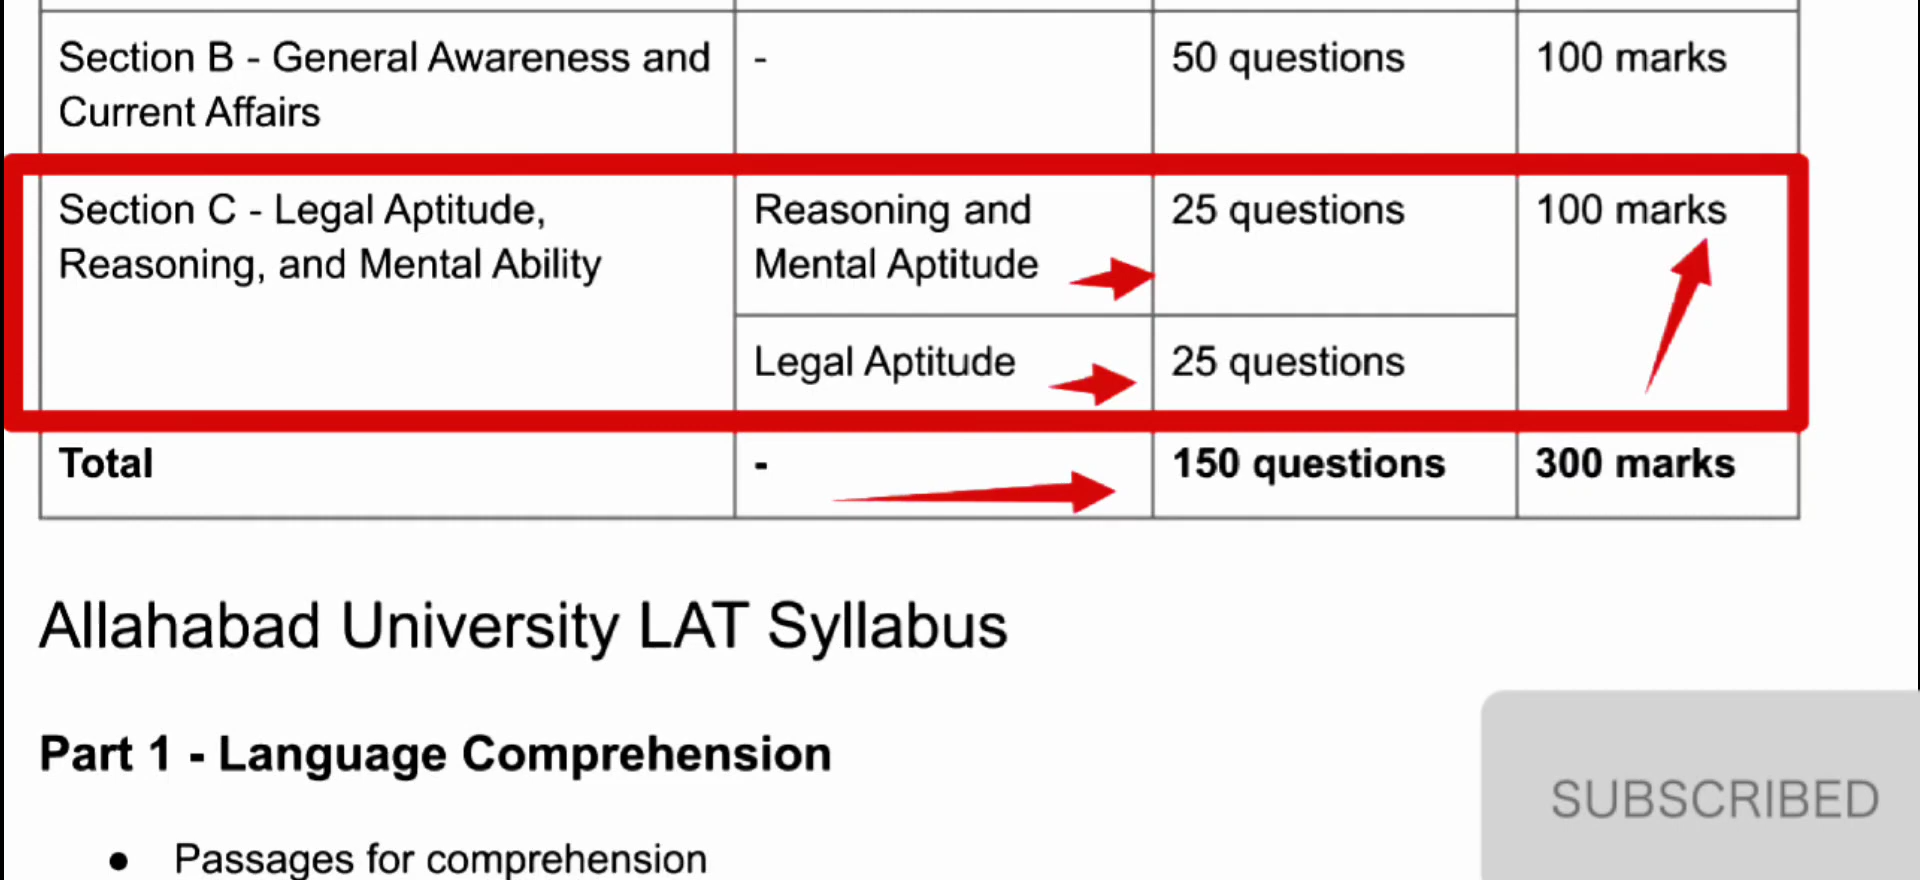 Section B - General Awareness and
Current Affairs
-
50 questions
100 marks
Section C - Legal Aptitude,
Reasoning, and Mental Ability
Reasoning and
Mental Aptitude
25 questions
100 marks
Legal Aptitude
25 questions
Total
-
150 questions
300 marks
Allahabad University LAT Syllabus
Part 1 - Language Comprehension
● Passages for comprehension
SUBSCRIBED